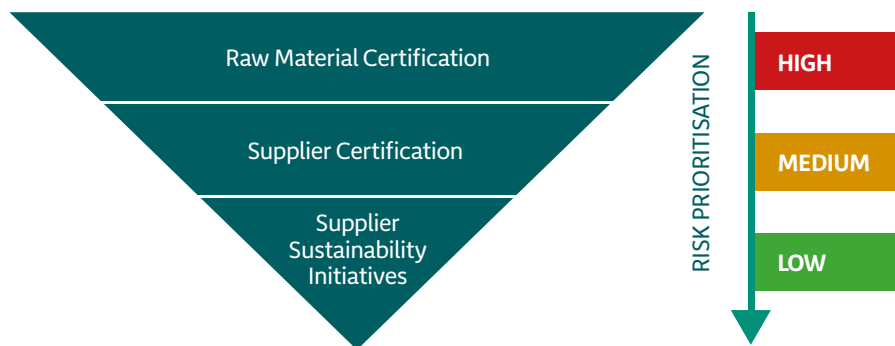 Raw Material Certification
Supplier Certification
Supplier
Sustainability
Initiatives
RISK PRIORITISATION
HIGH
MEDIUM
LOW